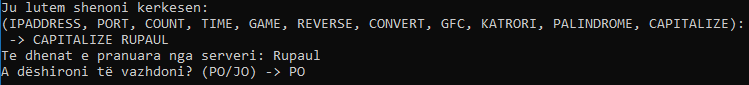 Ju lutem shenoni kerkesen:
(IPADDRESS, PORT, COUNT, TIME, GAME, REVERSE, CONVERT, GFC, KATRORI, PALINDROME, CAPITALIZE):
-> CAPITALIZE RUPAUL
Te dhenat e pranuara nga serveri: Rupaul
A dëshironi të vazhdoni? (PO/JO) -> PO